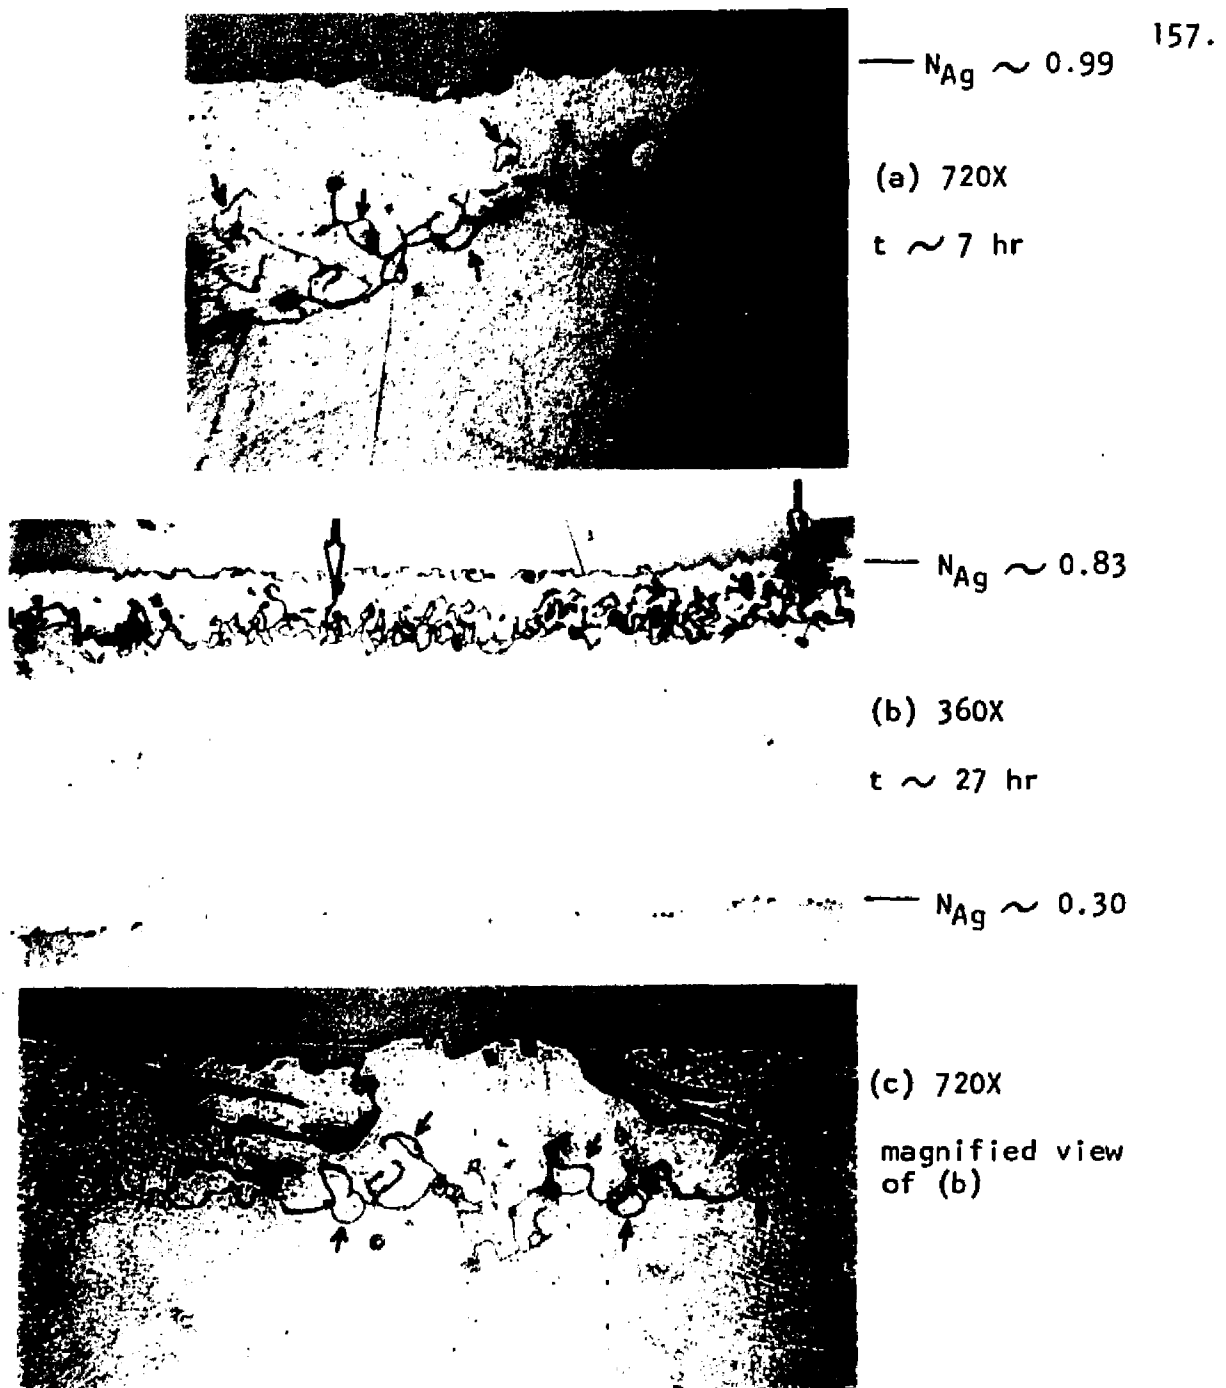 157.
— N_Ag ~ 0.99
(a) 720X
t ~ 7 hr
— N_Ag ~ 0.83
(b) 360X
t ~ 27 hr
— N_Ag ~ 0.30
(c) 720X
magnified view
of (b)